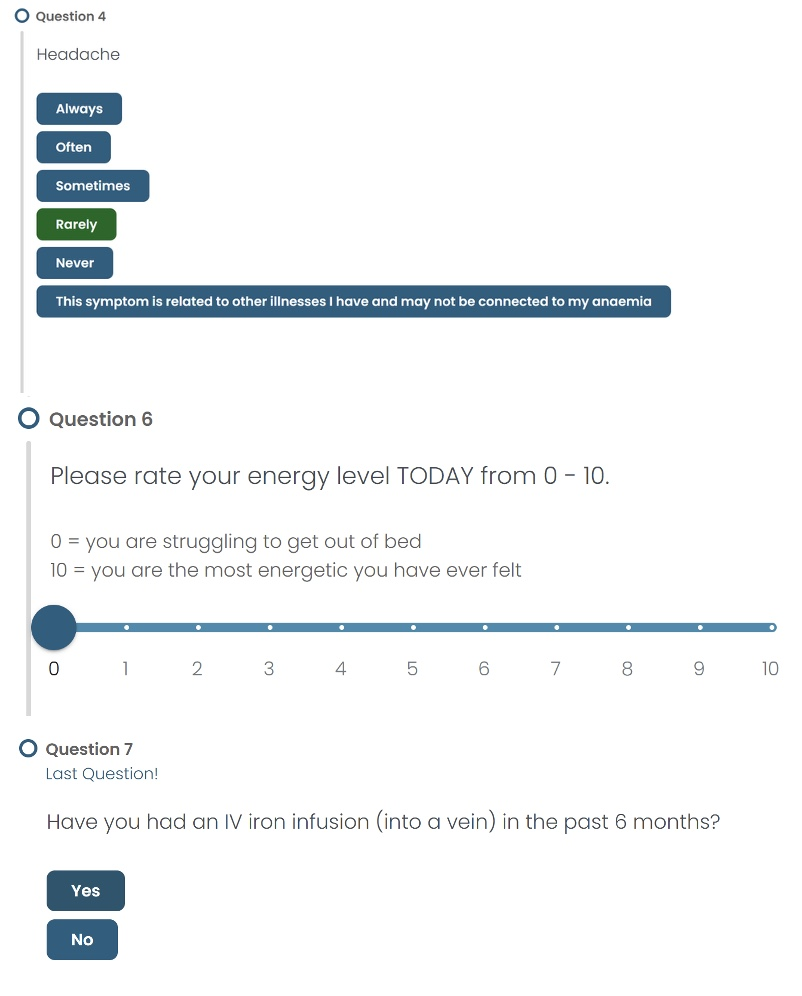 Question 4
Headache
Always
Often
Sometimes
Rarely
Never
This symptom is related to other illnesses I have and may not be connected to my anaemia
Question 6
Please rate your energy level TODAY from 0 - 10.
0 = you are struggling to get out of bed
10 = you are the most energetic you have ever felt
0 1 2 3 4 5 6 7 8 9 10
Question 7
Last Question!
Have you had an IV iron infusion (into a vein) in the past 6 months?
Yes
No